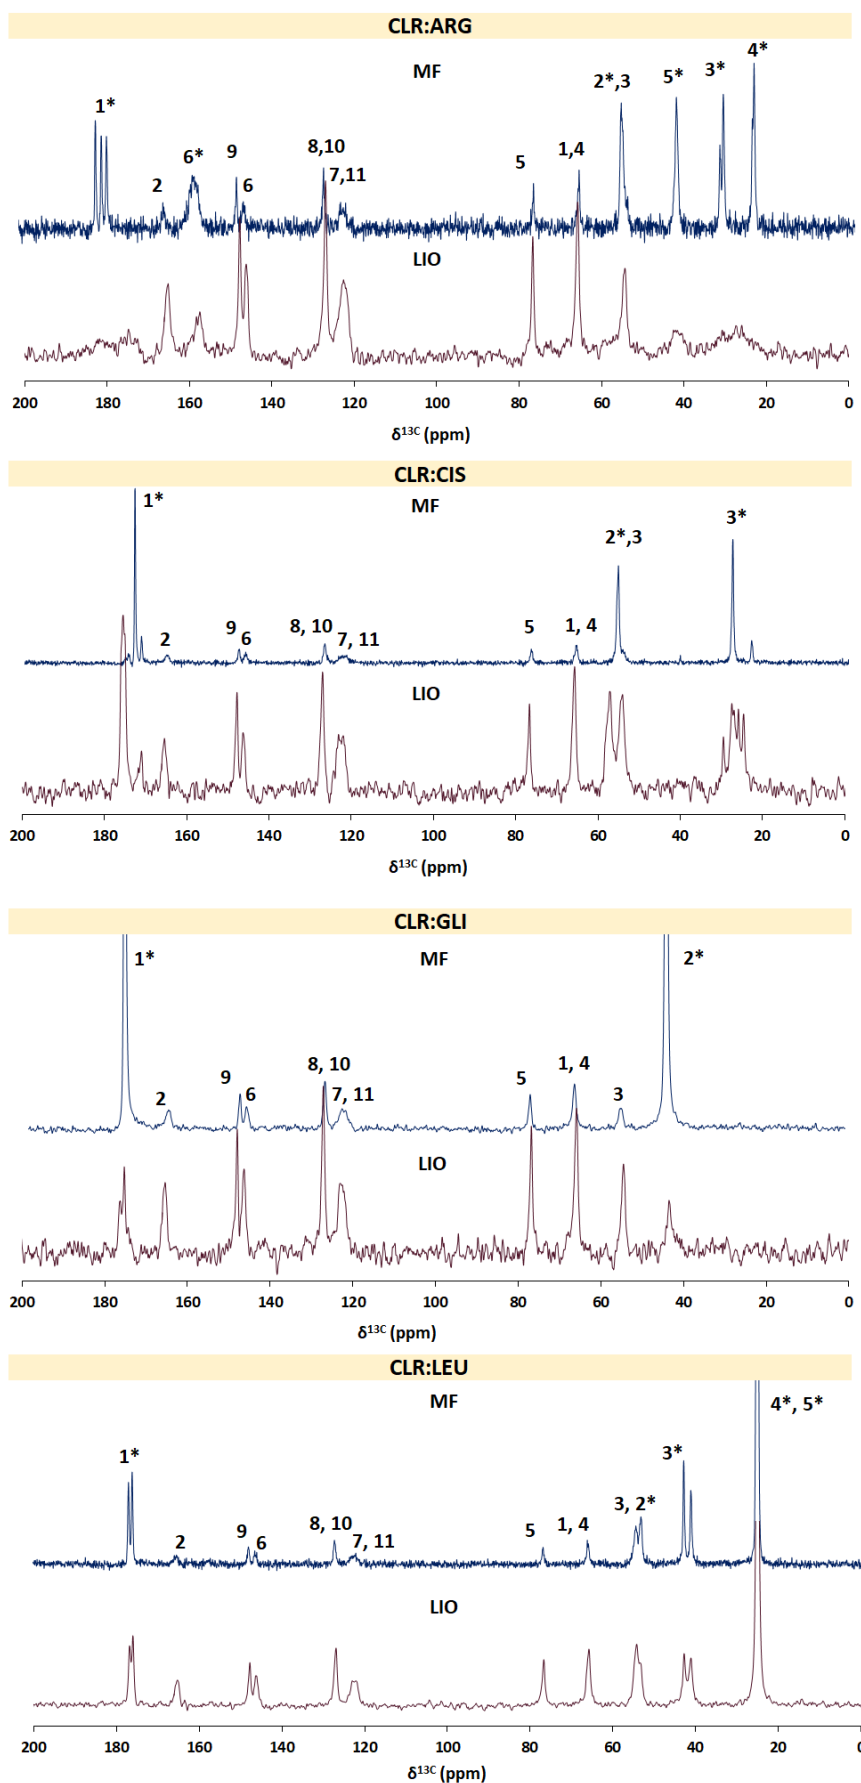 CLR:ARG
MF
4*
3*
5*
2*,3
1*
6*
9
8,10
1,4
5
2
6
7,11
LIO
200 180 160 140 120 100 80 60 40 20 0
δ13C (ppm)
CLR:CIS
1*
MF
3*
2*,3
2
9
6
8, 10
7, 11
5
1, 4
LIO
200 180 160 140 120 100 80 60 40 20 0
δ13C (ppm)
CLR:GLI
1*
MF
2*
2
9
6
8, 10
7, 11
5
1, 4
3
LIO
200 180 160 140 120 100 80 60 40 20 0
δ13C (ppm)
CLR:LEU
MF
4*, 5*
1*
3*
2
9
6
8, 10
7, 11
5
1, 4
3, 2*
LIO
200 180 160 140 120 100 80 60 40 20 0
δ13C (ppm)